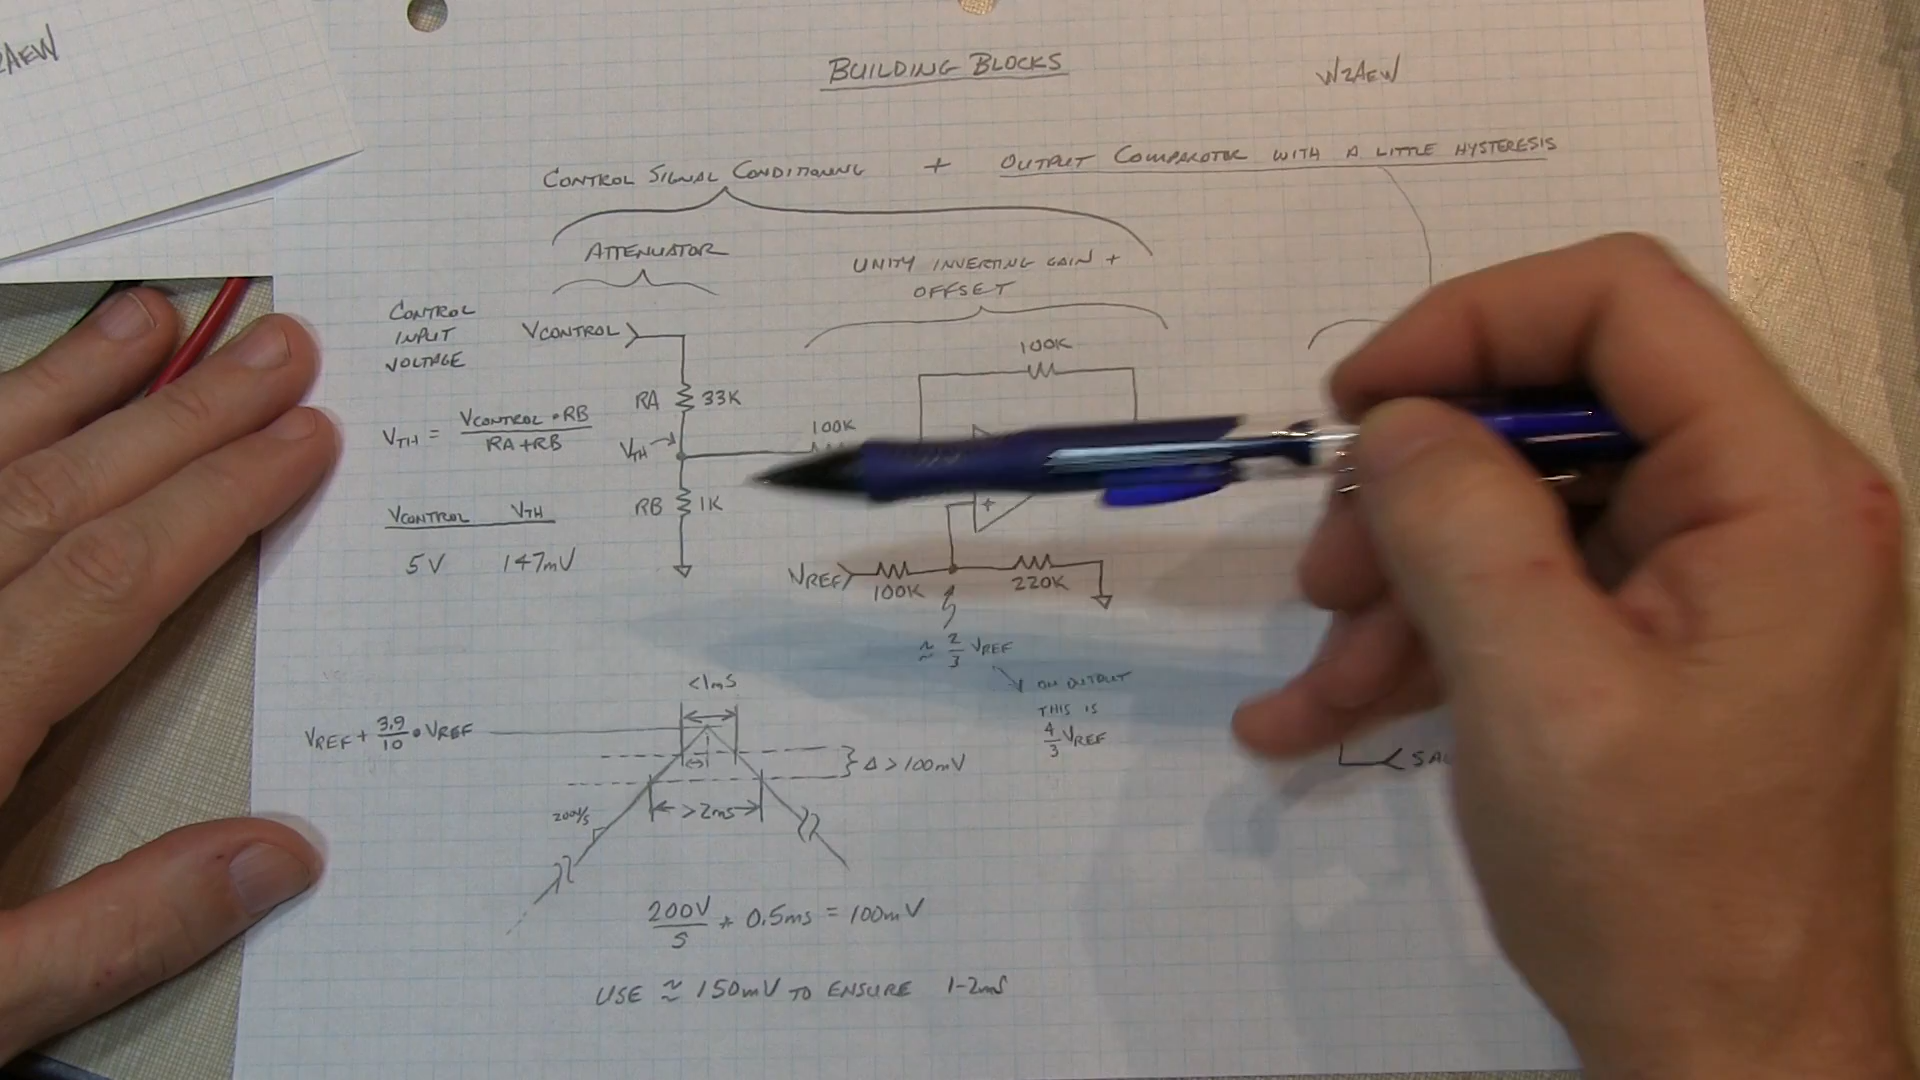 2AEW
BUILDING BLOCKS
W2AEW
CONTROL SIGNAL CONDITIONING + OUTPUT COMPARATOR WITH A LITTLE HYSTERESIS
ATTENUATOR
UNITY INVERTING GAIN +
OFFSET
CONTROL
INPUT
VOLTAGE
VCONTROL
RA 33K
VTH = VCONTROL • RB / RA+RB
VTH
RB 1K
VCONTROL VTH
5V 147mV
100K
100K
+
VREF
100K
220K
≈ 2/3 VREF
ON OUTPUT
THIS IS
4/3 VREF
<1mS
VREF + 3.9/10 • VREF
Δ > 100mV
200V/S
>2ms
200V/S * 0.5ms = 100mV
USE ≈ 150mV TO ENSURE 1-2ms